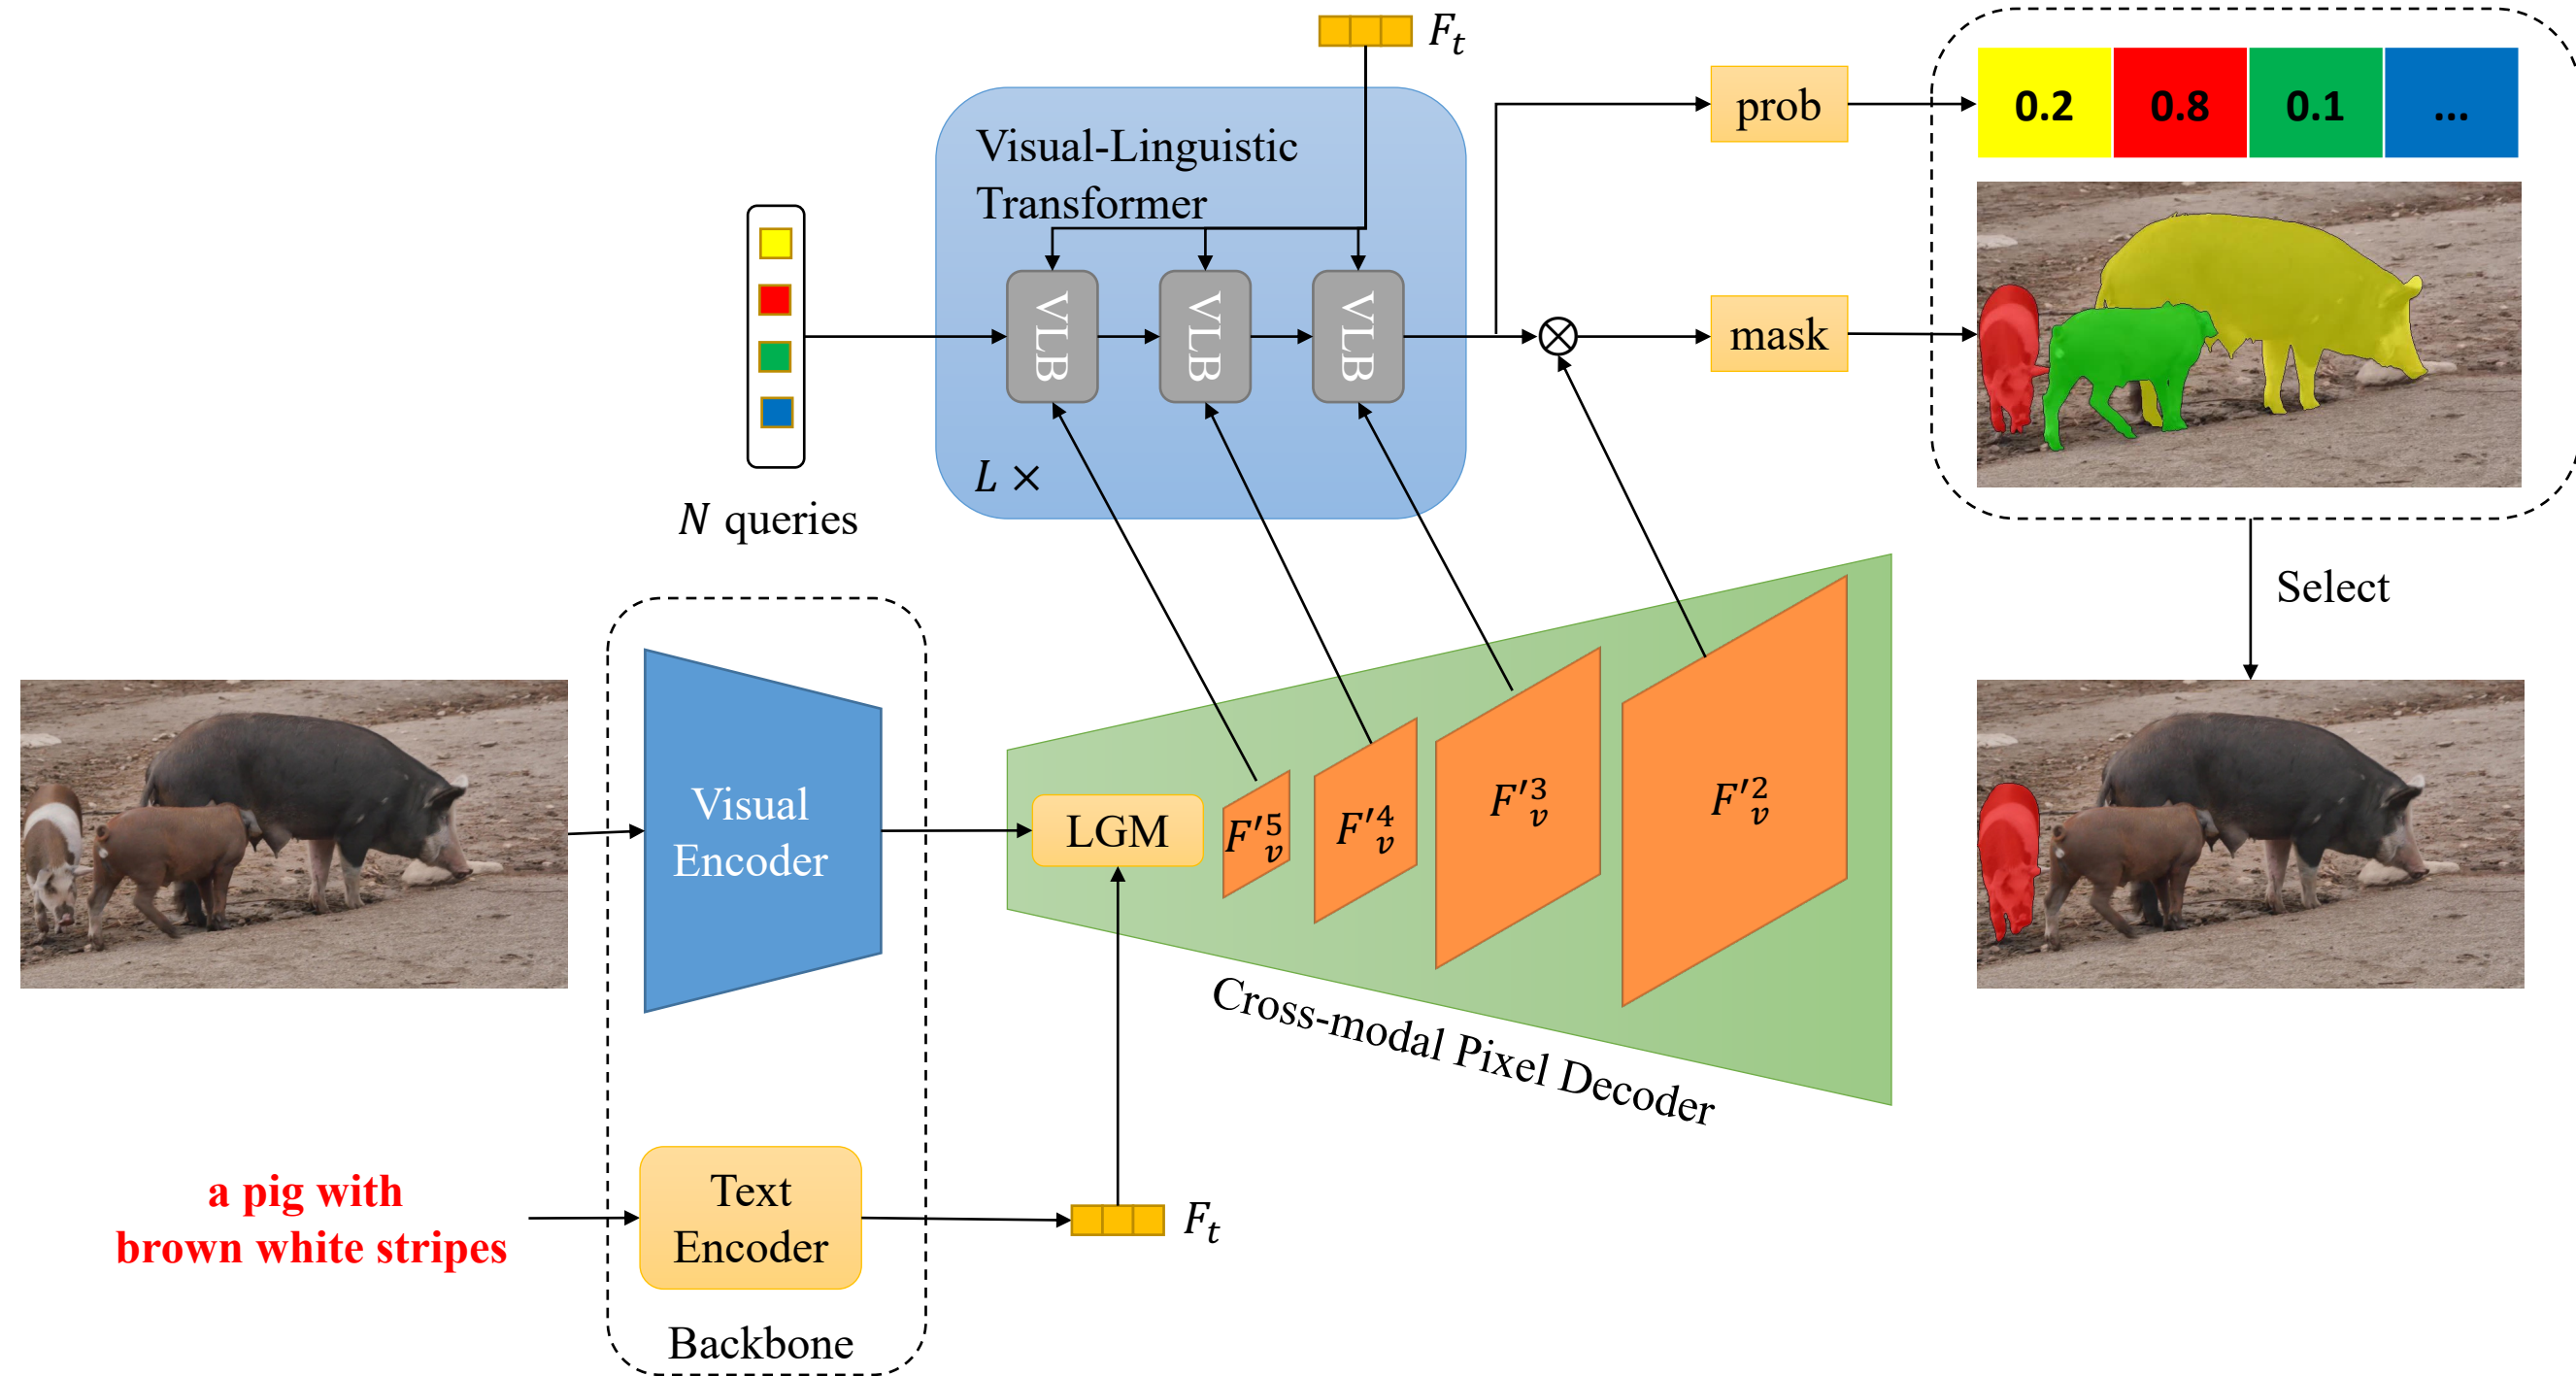 F_t
Visual-Linguistic
Transformer
VLB
VLB
VLB
L ×
N queries
prob
mask
0.2 0.8 0.1 ...
Select
Visual
Encoder
LGM
F'^5_v
F'^4_v
F'^3_v
F'^2_v
Cross-modal Pixel Decoder
a pig with
brown white stripes
Text
Encoder
F_t
Backbone